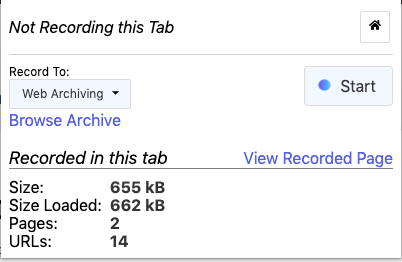 Not Recording this Tab
Record To:
Web Archiving
Start
Browse Archive
Recorded in this tab
View Recorded Page
Size: 655 kB
Size Loaded: 662 kB
Pages: 2
URLs: 14